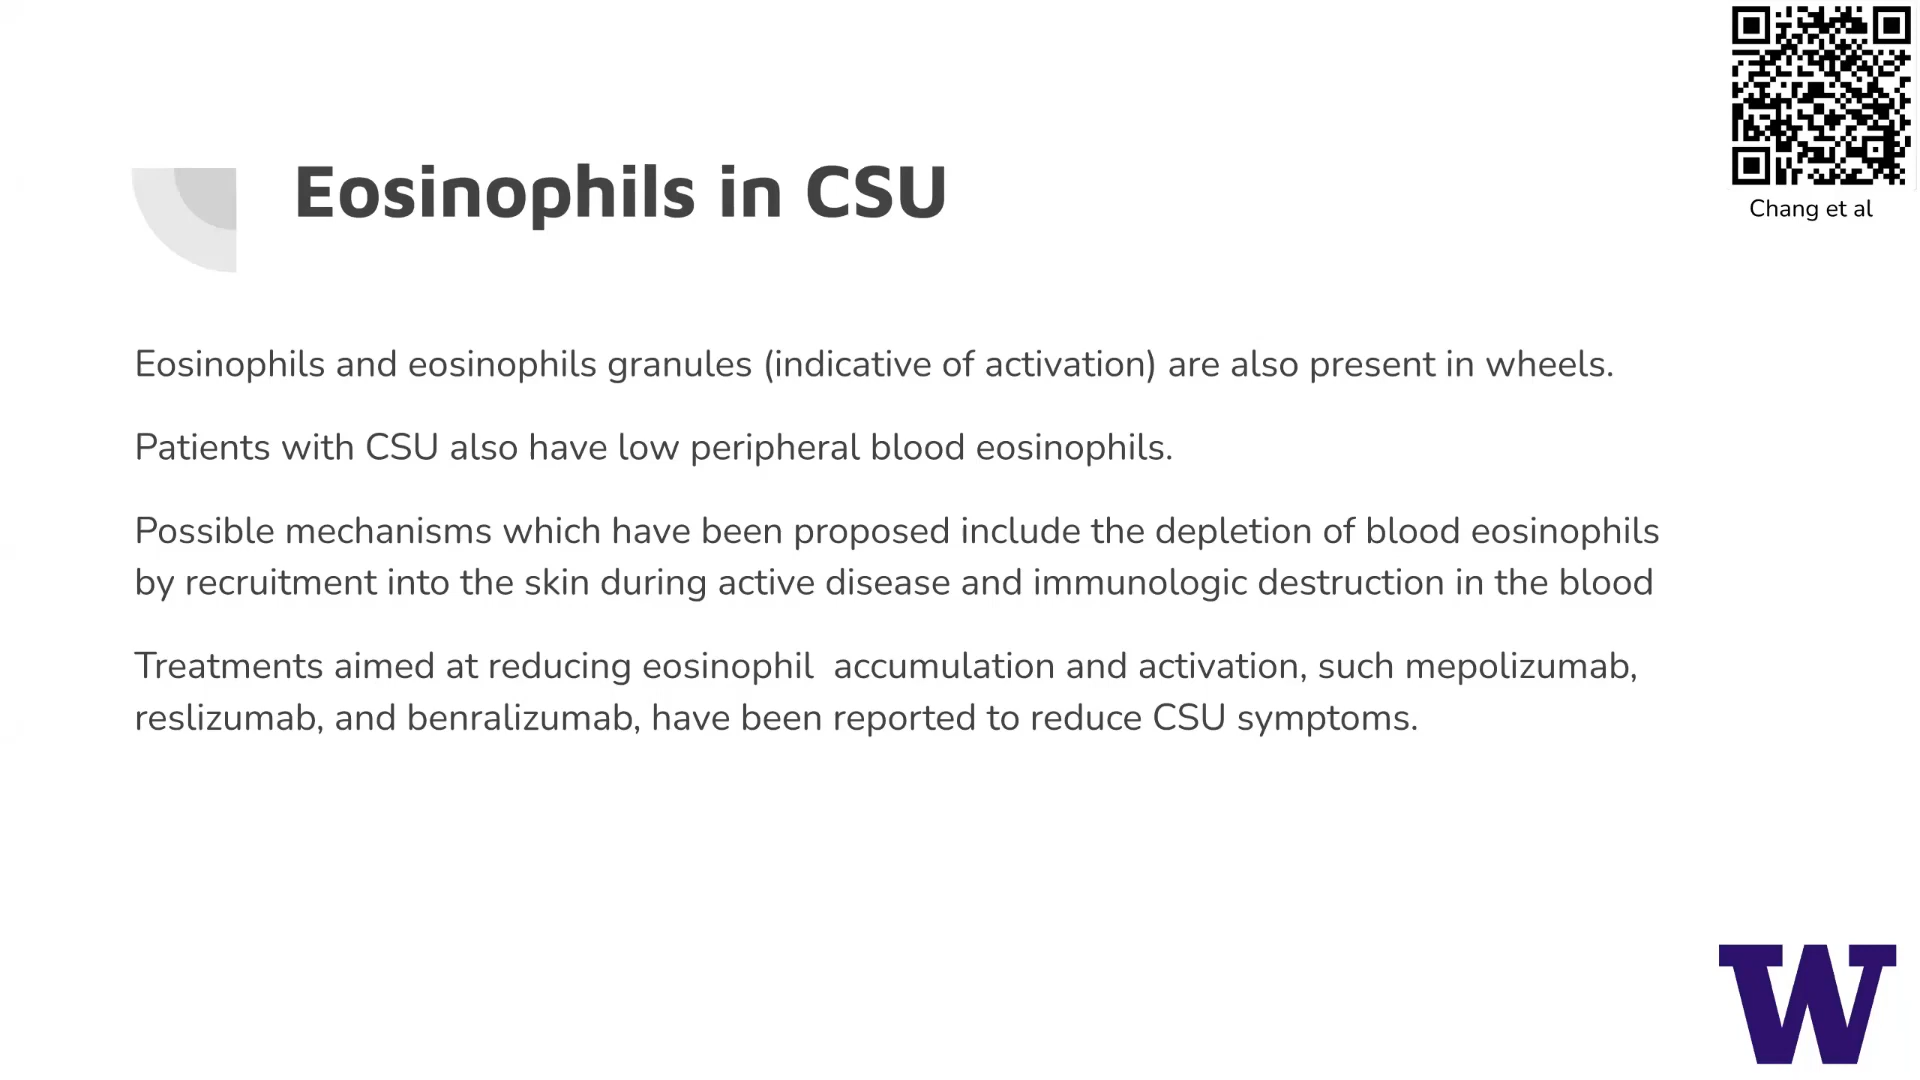 Chang et al
Eosinophils in CSU
Eosinophils and eosinophils granules (indicative of activation) are also present in wheels.
Patients with CSU also have low peripheral blood eosinophils.
Possible mechanisms which have been proposed include the depletion of blood eosinophils
by recruitment into the skin during active disease and immunologic destruction in the blood
Treatments aimed at reducing eosinophil  accumulation and activation, such mepolizumab,
reslizumab, and benralizumab, have been reported to reduce CSU symptoms.
W